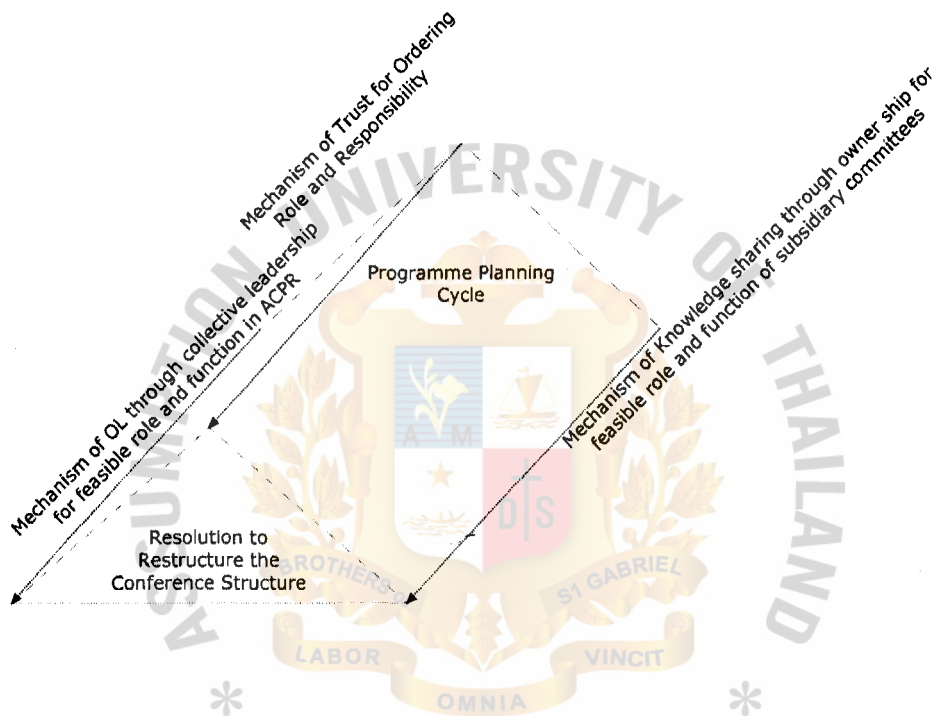 Mechanism of Trust for Ordering
Role and Responsibility
Mechanism of OL through collective leadership
for feasible role and function in ACPR
Mechanism of Knowledge sharing through owner ship for
feasible role and function of subsidiary committees
Programme Planning
Cycle
Resolution to
Restructure the
Conference Structure
ASSUMPTION UNIVERSITY OF THAILAND
A M
D S
BROTHERS OF
S1 GABRIEL
LABOR
VINCIT
OMNIA
* *